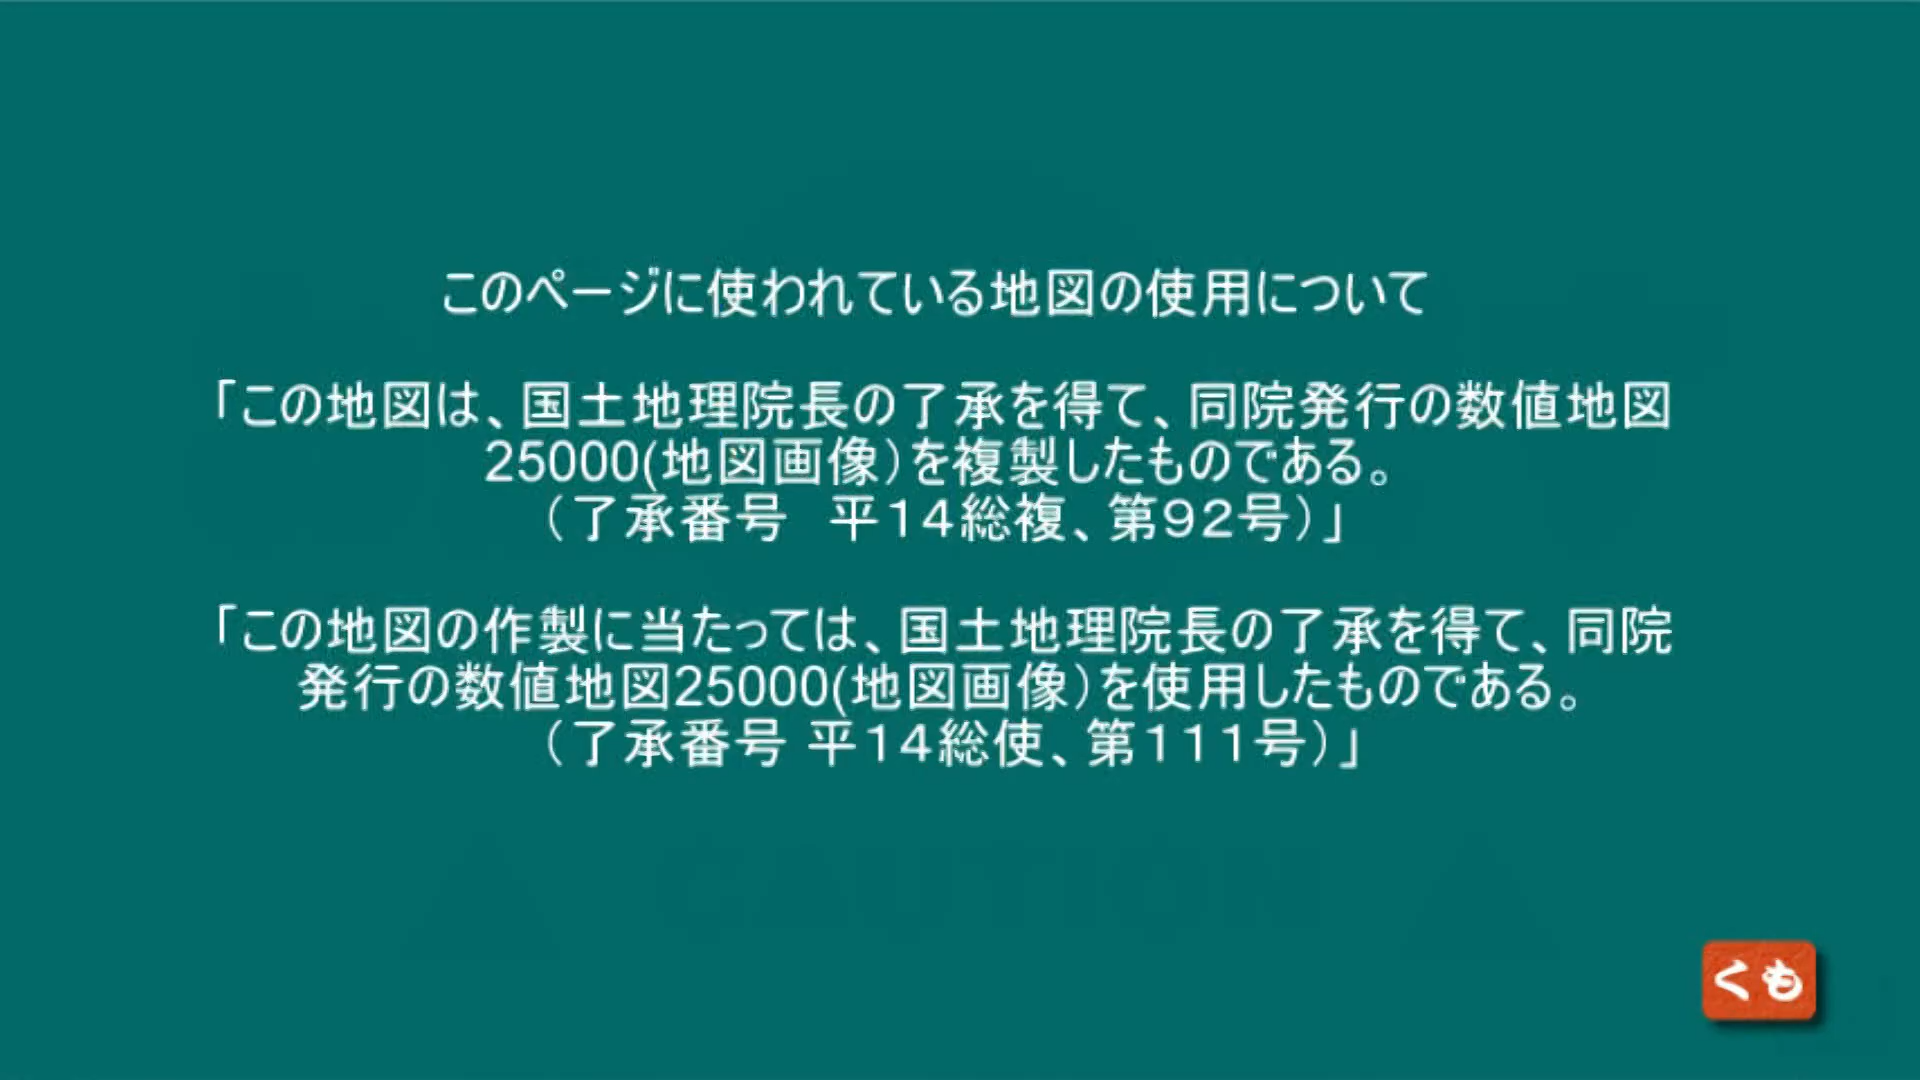 このページに使われている地図の使用について
「この地図は、国土地理院長の了承を得て、同院発行の数値地図
25000(地図画像)を複製したものである。
（了承番号　平１４総複、第９２号）」
「この地図の作製に当たっては、国土地理院長の了承を得て、同院
発行の数値地図25000(地図画像)を使用したものである。
（了承番号 平１４総使、第１１１号）」
くも